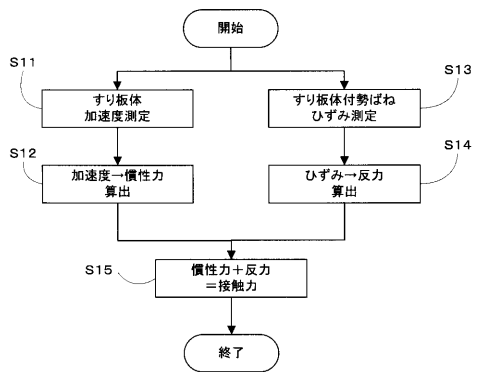 開始
S11
すり板体
加速度測定
S13
すり板体付勢ばね
ひずみ測定
S12
加速度→慣性力
算出
S14
ひずみ→反力
算出
S15
慣性力+反力
=接触力
終了